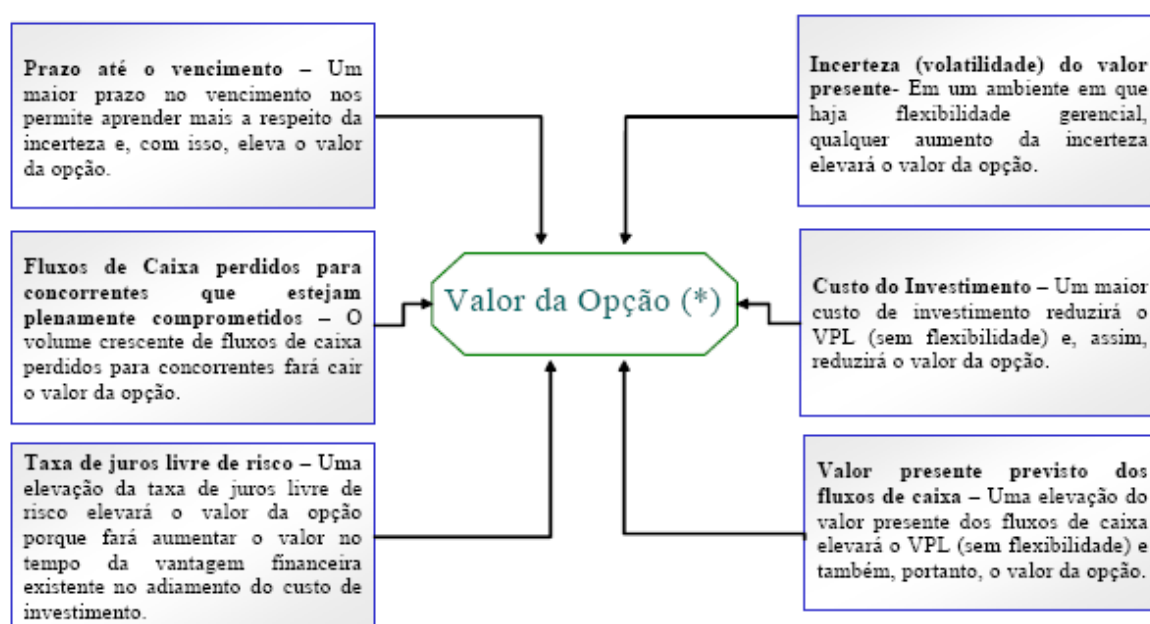 Prazo até o vencimento – Um
maior prazo no vencimento nos
permite aprender mais a respeito da
incerteza e, com isso, eleva o valor
da opção.
Incerteza (volatilidade) do valor
presente- Em um ambiente em que
haja flexibilidade gerencial,
qualquer aumento da incerteza
elevará o valor da opção.
Fluxos de Caixa perdidos para
concorrentes que estejam
plenamente comprometidos – O
volume crescente de fluxos de caixa
perdidos para concorrentes fará cair
o valor da opção.
Valor da Opção (*)
Custo do Investimento – Um maior
custo de investimento reduzirá o
VPL (sem flexibilidade) e, assim,
reduzirá o valor da opção.
Taxa de juros livre de risco – Uma
elevação da taxa de juros livre de
risco elevará o valor da opção
porque fará aumentar o valor no
tempo da vantagem financeira
existente no adiamento do custo de
investimento.
Valor presente previsto dos
fluxos de caixa – Uma elevação do
valor presente dos fluxos de caixa
elevará o VPL (sem flexibilidade) e
também, portanto, o valor da opção.